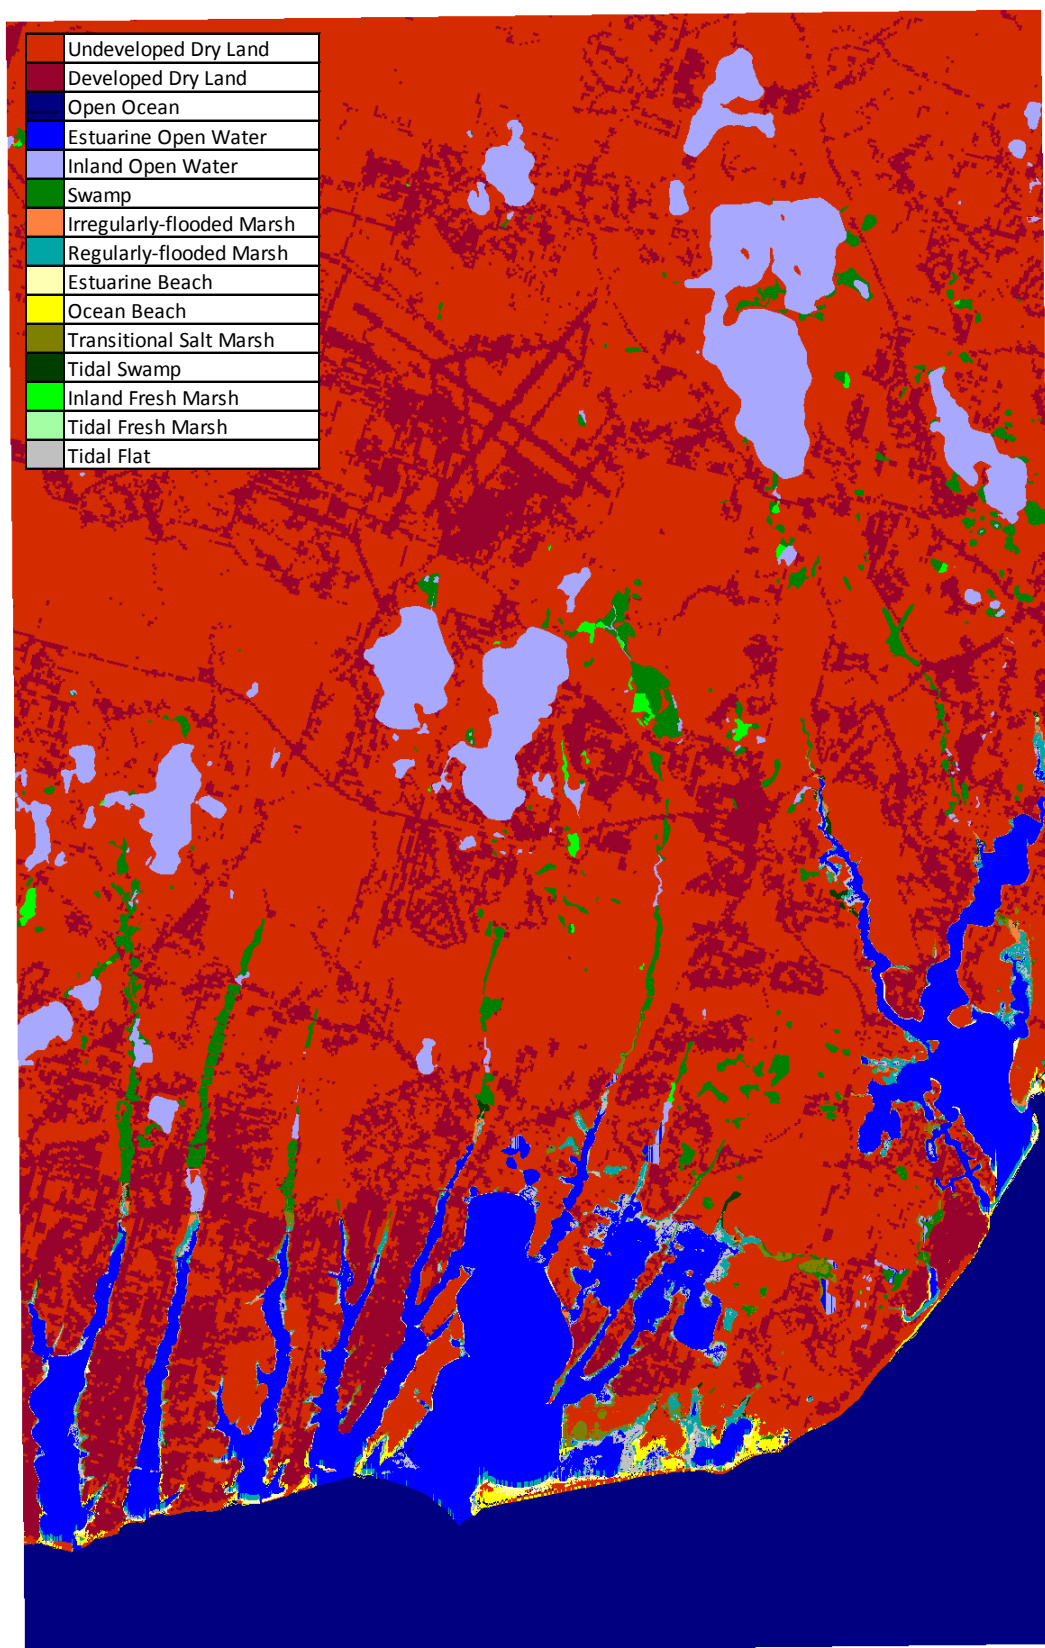 Undeveloped Dry Land
Developed Dry Land
Open Ocean
Estuarine Open Water
Inland Open Water
Swamp
Irregularly-flooded Marsh
Regularly-flooded Marsh
Estuarine Beach
Ocean Beach
Transitional Salt Marsh
Tidal Swamp
Inland Fresh Marsh
Tidal Fresh Marsh
Tidal Flat